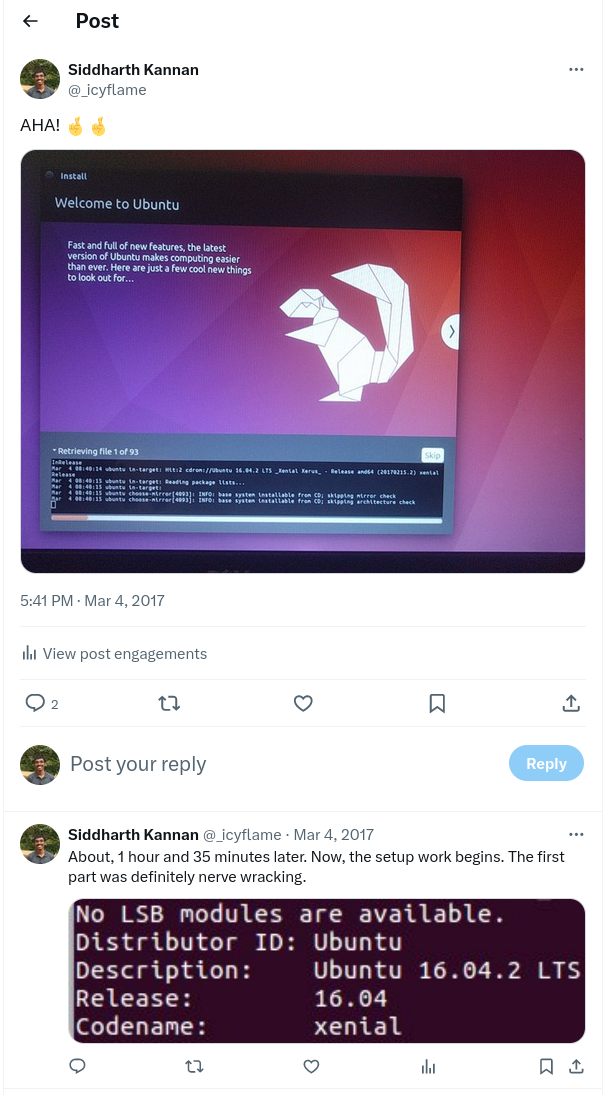 Post
Siddharth Kannan
@_icyflame
AHA! 🤞🤞
Install
Welcome to Ubuntu
Fast and full of new features, the latest
version of Ubuntu makes computing easier
than ever. Here are just a few cool new things
to look out for...
Retrieving file 1 of 93
Skip
InRelease
Mar  4 08:40:14 ubuntu in-target: Hit:2 cdrom://Ubuntu 16.04.2 LTS _Xenial Xerus_ - Release amd64 (20170215.2) xenial
Release
Mar  4 08:40:15 ubuntu in-target: Reading package lists...
Mar  4 08:40:15 ubuntu in-target:
Mar  4 08:40:15 ubuntu choose-mirror[4093]: INFO: base system installable from CD; skipping mirror check
Mar  4 08:40:15 ubuntu choose-mirror[4093]: INFO: base system installable from CD; skipping architecture check
5:41 PM · Mar 4, 2017
View post engagements
2
Post your reply
Reply
Siddharth Kannan @_icyflame · Mar 4, 2017
About, 1 hour and 35 minutes later. Now, the setup work begins. The first
part was definitely nerve wracking.
No LSB modules are available.
Distributor ID: Ubuntu
Description:    Ubuntu 16.04.2 LTS
Release:        16.04
Codename:       xenial